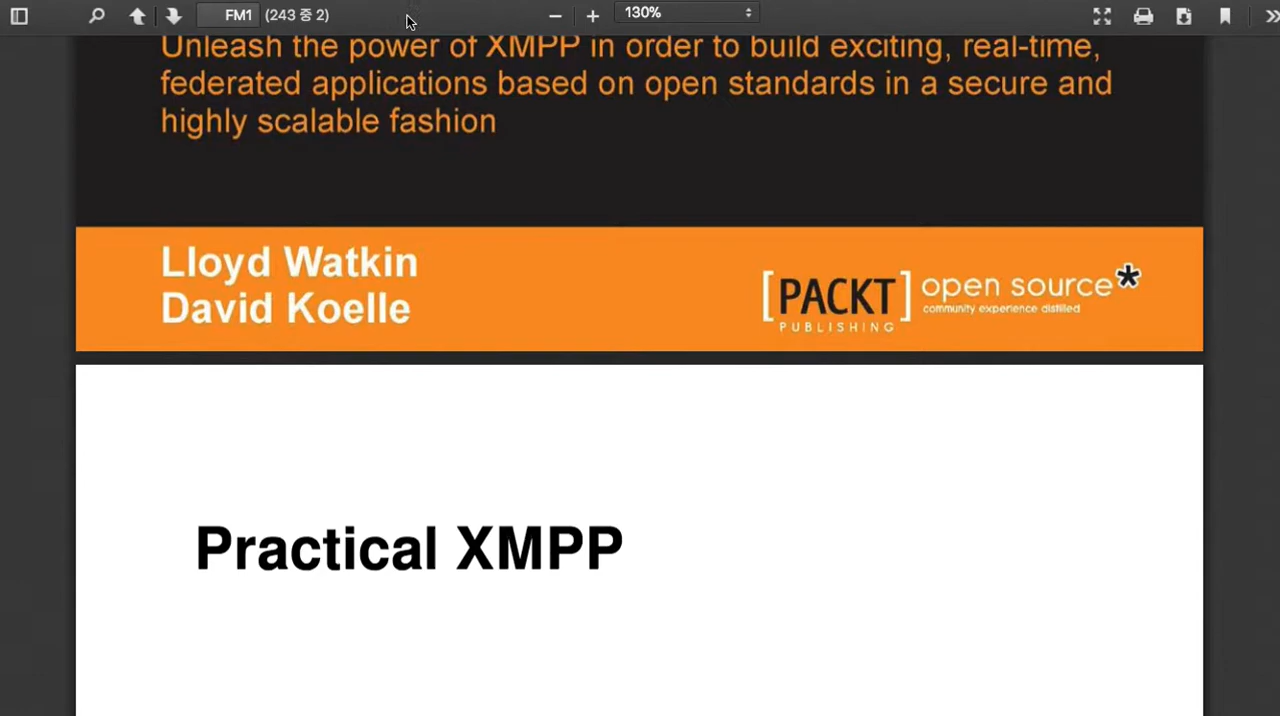 FM1 (243 중 2) 130%
Unleash the power of XMPP in order to build exciting, real-time,
federated applications based on open standards in a secure and
highly scalable fashion
Lloyd Watkin
David Koelle
[PACKT]
PUBLISHING
open source*
community experience distilled
Practical XMPP